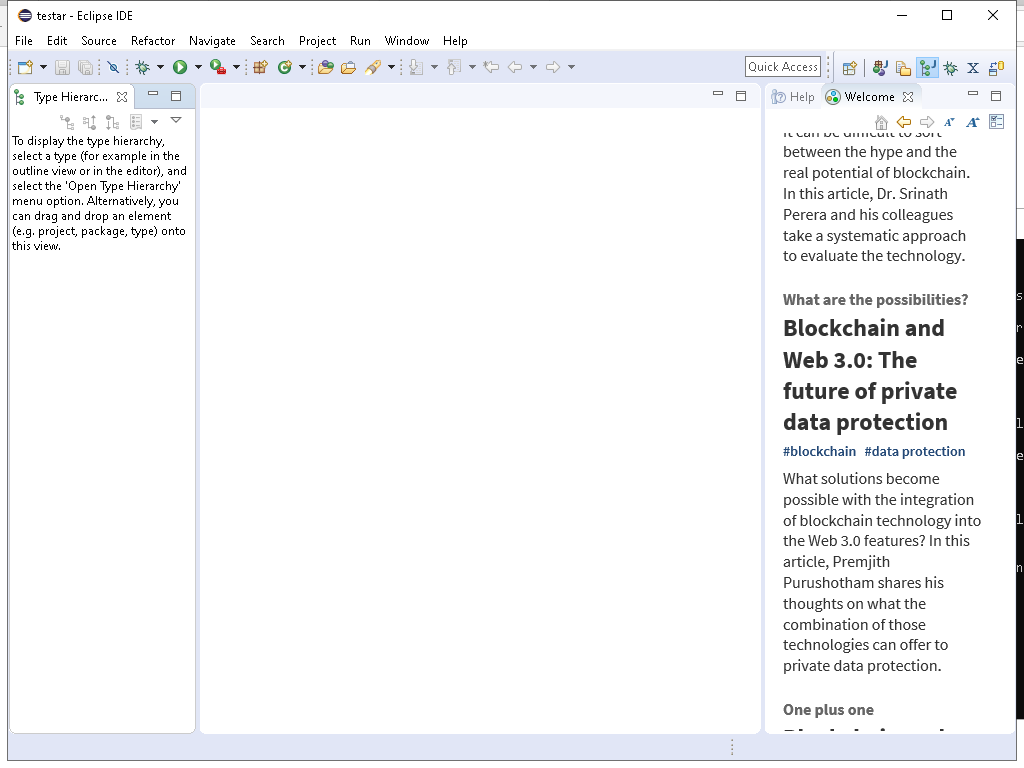 testar - Eclipse IDE
File Edit Source Refactor Navigate Search Project Run Window Help
Quick Access
Type Hierarc...
Help Welcome
To display the type hierarchy,
select a type (for example in the
outline view or in the editor), and
select the 'Open Type Hierarchy'
menu option. Alternatively, you
can drag and drop an element
(e.g. project, package, type) onto
this view.
It can be difficult to sort
between the hype and the
real potential of blockchain.
In this article, Dr. Srinath
Perera and his colleagues
take a systematic approach
to evaluate the technology.
What are the possibilities?
Blockchain and
Web 3.0: The
future of private
data protection
#blockchain #data protection
What solutions become
possible with the integration
of blockchain technology into
the Web 3.0 features? In this
article, Premjith
Purushotham shares his
thoughts on what the
combination of those
technologies can offer to
private data protection.
One plus one